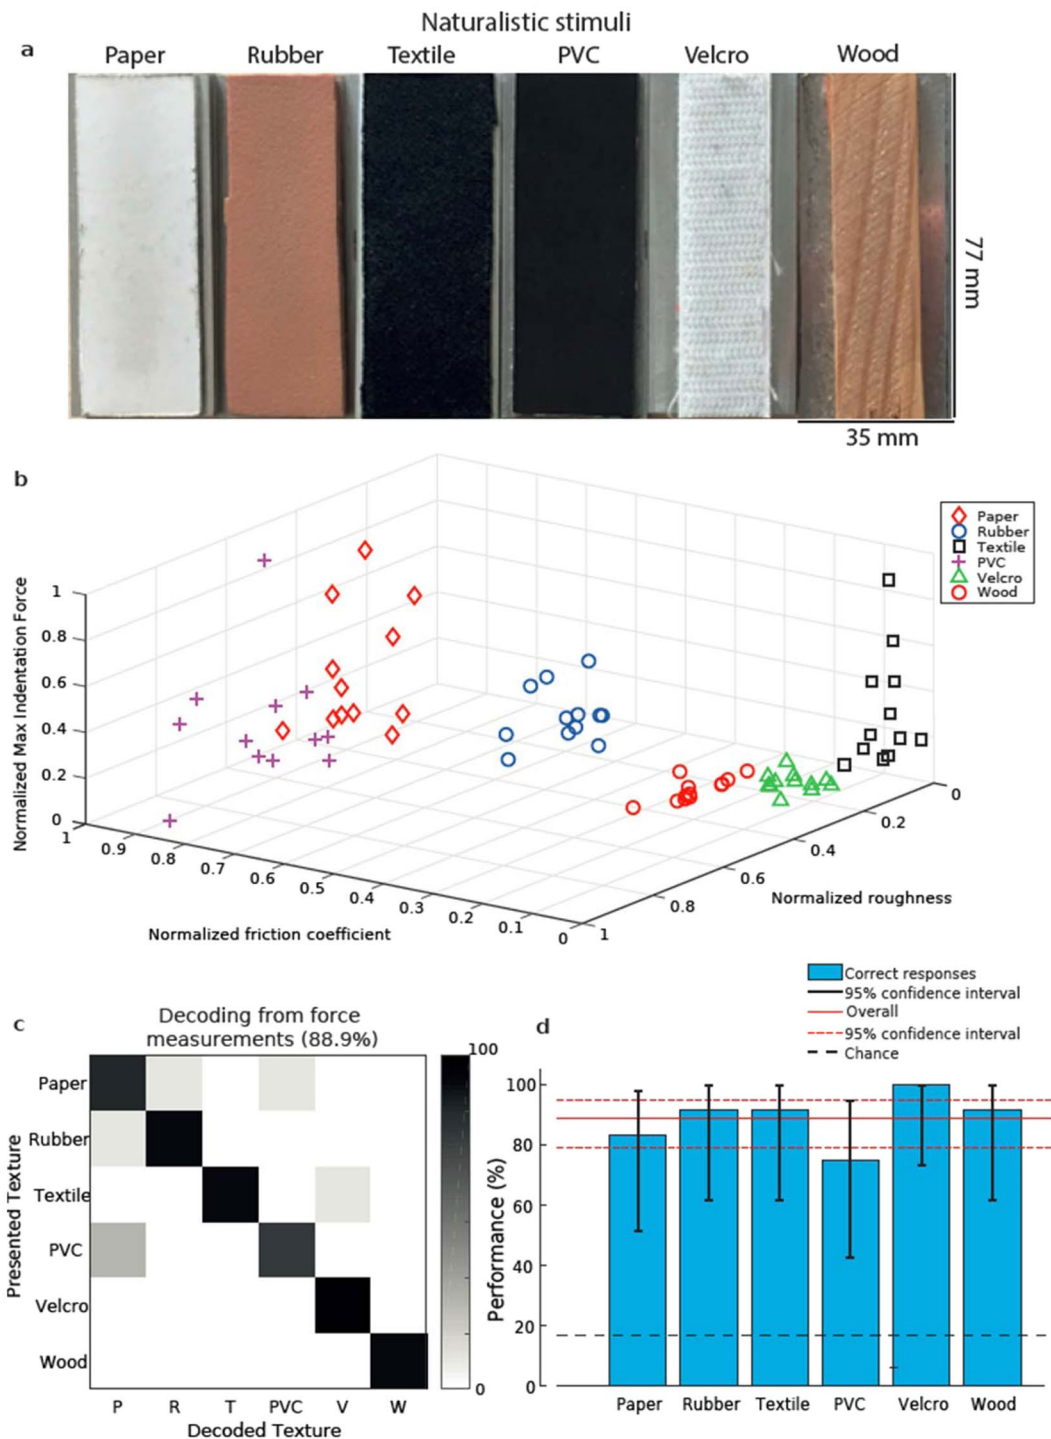 Naturalistic stimuli
a
Paper Rubber Textile PVC Velcro Wood
77 mm
35 mm
b
Paper
Rubber
Textile
PVC
Velcro
Wood
Normalized Max Indentation Force
1
0.8
0.6
0.4
0.2
0
1 0.9 0.8 0.7 0.6 0.5 0.4 0.3 0.2 0.1 0
Normalized friction coefficient
1 0.8 0.6 0.4 0.2 0
Normalized roughness
c
Decoding from force
measurements (88.9%)
Presented Texture
Paper
Rubber
Textile
PVC
Velcro
Wood
P R T PVC V W
Decoded Texture
100
0
d
Correct responses
95% confidence interval
Overall
95% confidence interval
Chance
Performance (%)
100
80
60
40
20
0
Paper Rubber Textile PVC Velcro Wood